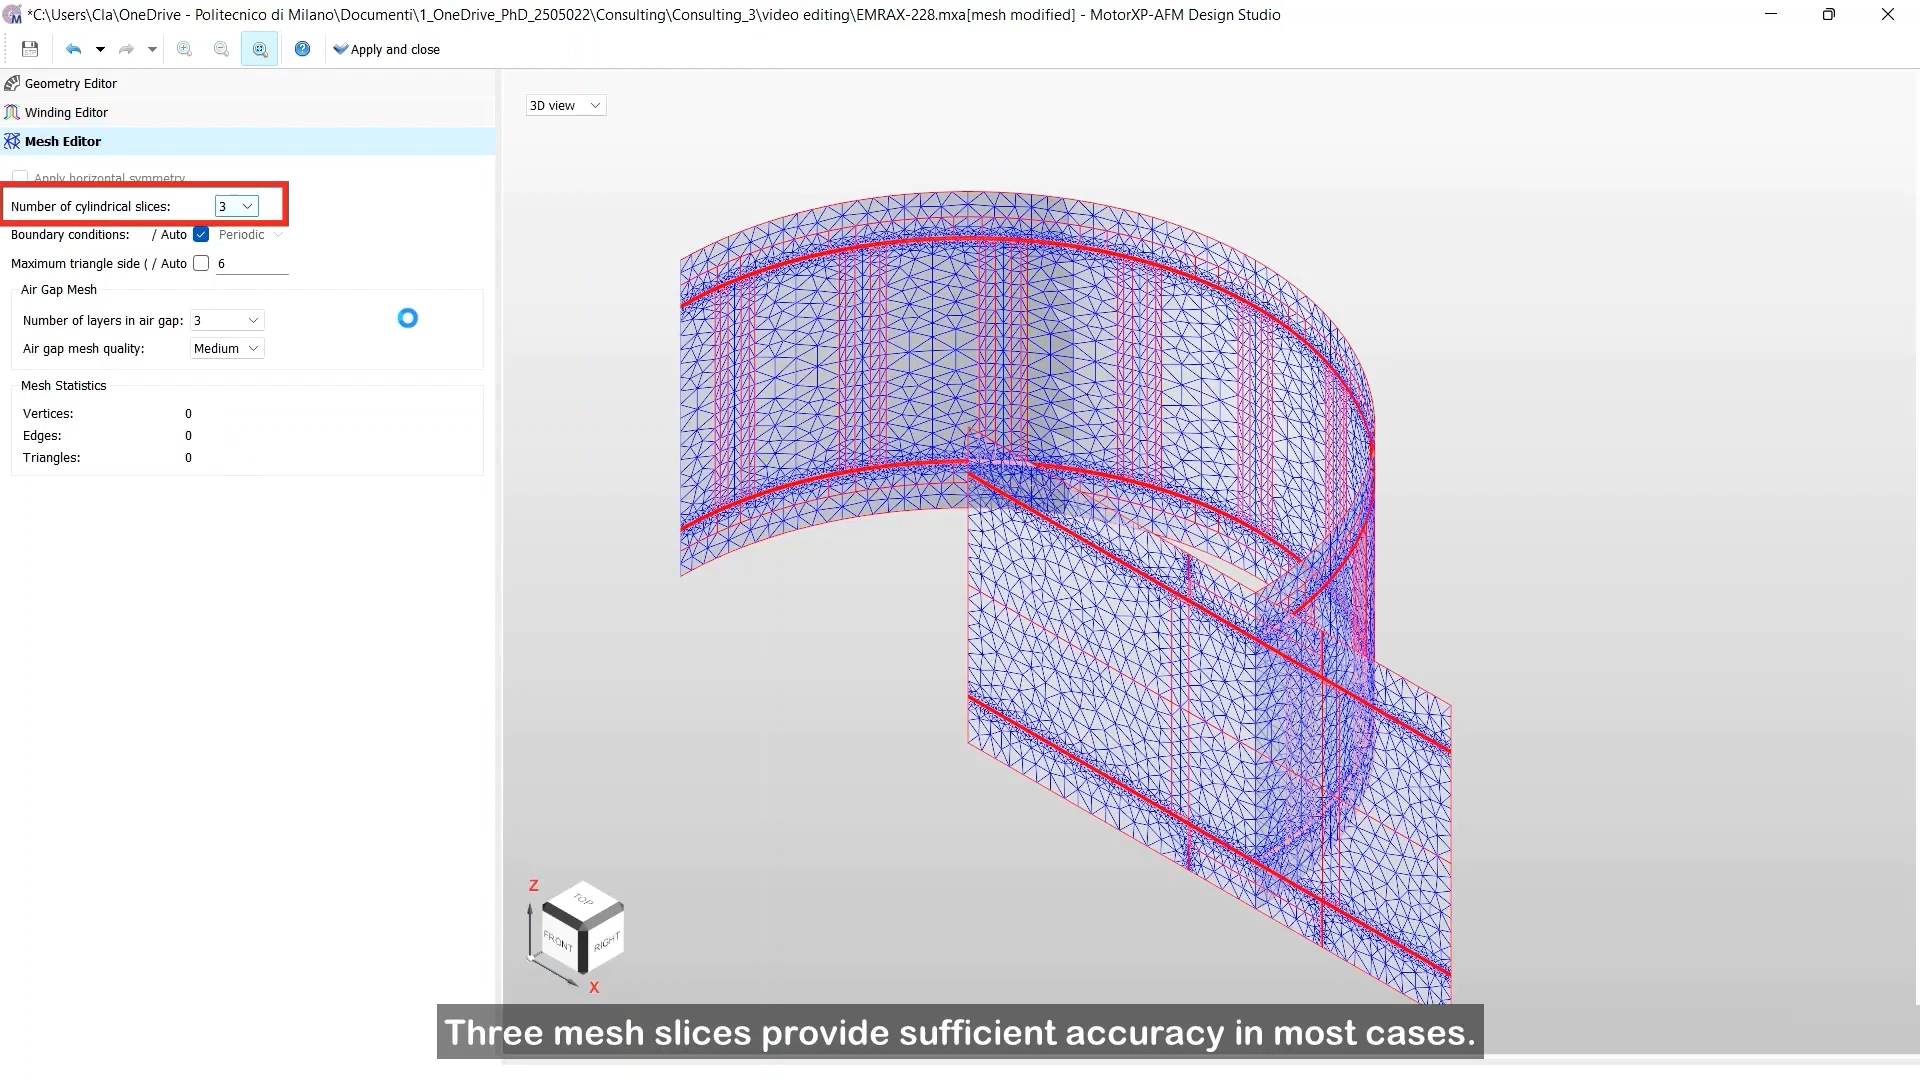 *C:\Users\Cla\OneDrive - Politecnico di Milano\Documenti\1_OneDrive_PhD_2505022\Consulting\Consulting_3\video editing\EMRAX-228.mxa[mesh modified] - MotorXP-AFM Design Studio
Apply and close
Geometry Editor
Winding Editor
Mesh Editor
3D view
Apply horizontal symmetry
Number of cylindrical slices: 3
Boundary conditions: / Auto Periodic
Maximum triangle side ( / Auto 6
Air Gap Mesh
Number of layers in air gap: 3
Air gap mesh quality: Medium
Mesh Statistics
Vertices: 0
Edges: 0
Triangles: 0
Z
TOP
FRONT
RIGHT
X
Three mesh slices provide sufficient accuracy in most cases.